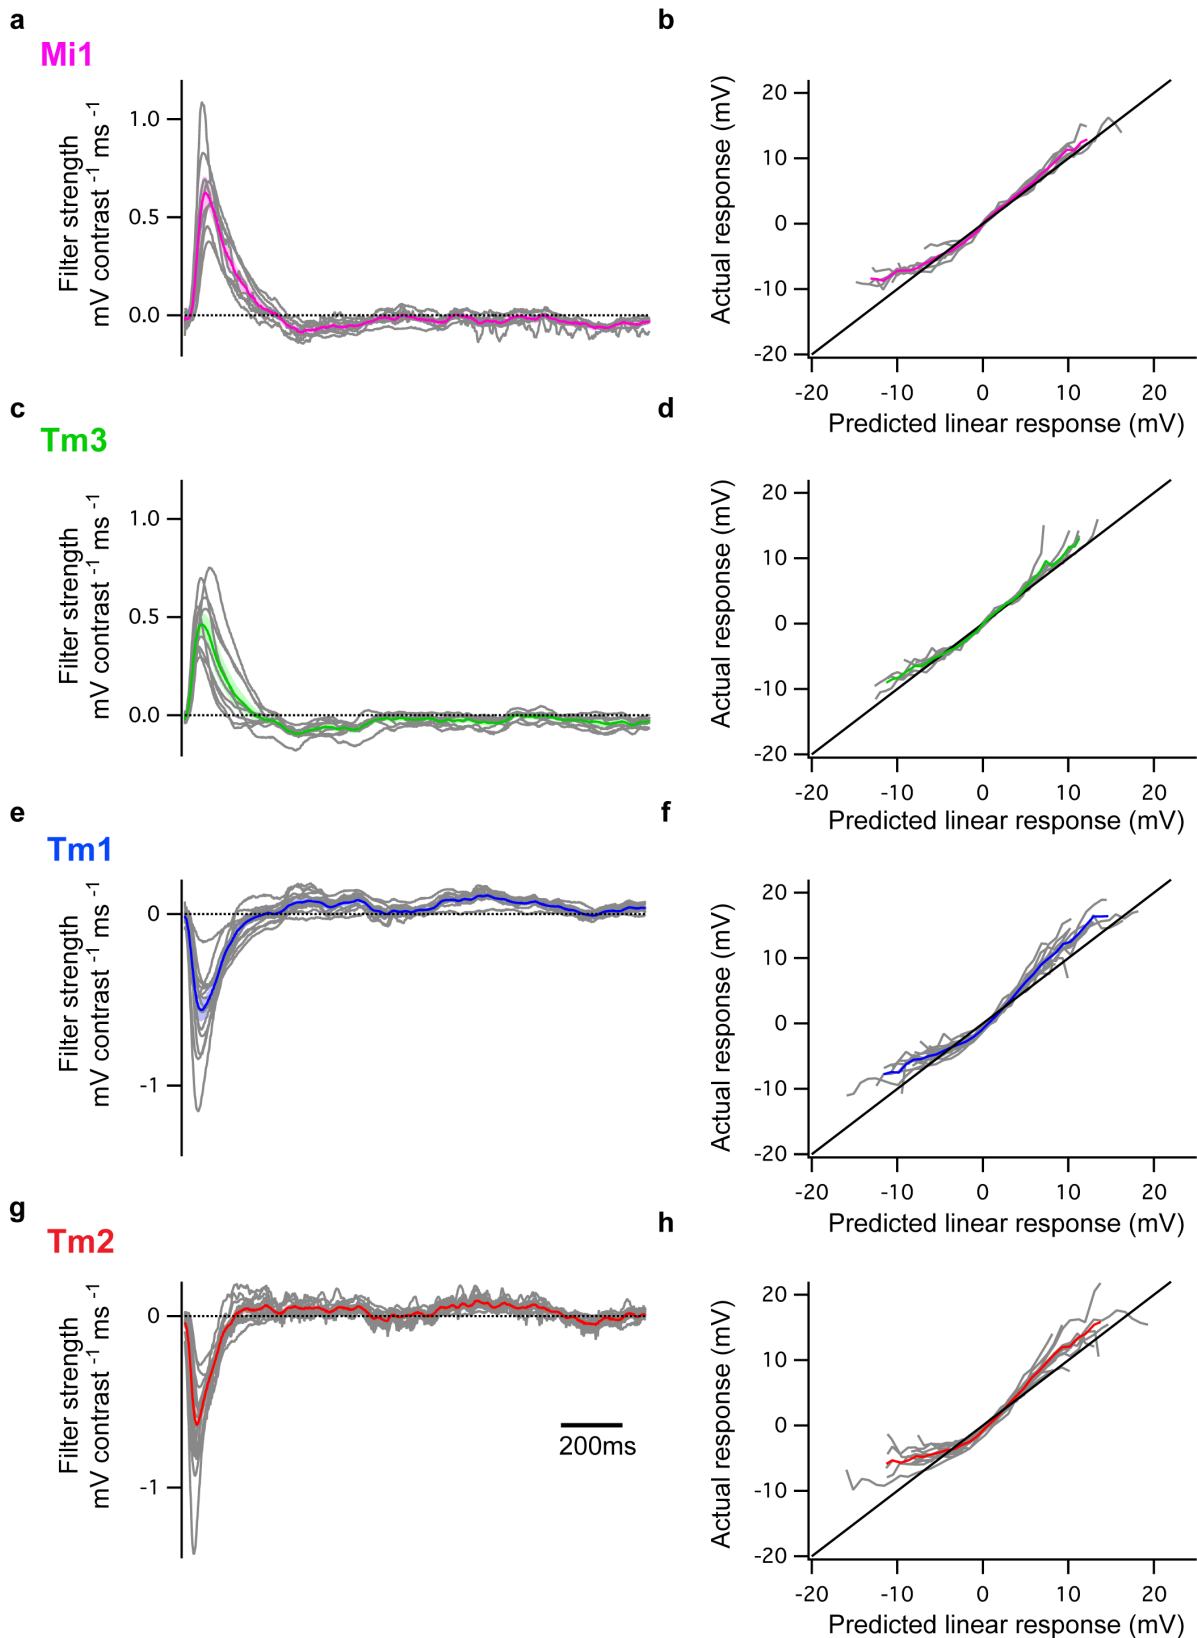 a
Mi1
Filter strength
mV contrast ⁻¹ ms ⁻¹
1.0
0.5
0.0
b
Actual response (mV)
20
10
0
-10
-20
-20 -10 0 10 20
Predicted linear response (mV)
c
Tm3
Filter strength
mV contrast ⁻¹ ms ⁻¹
1.0
0.5
0.0
d
Actual response (mV)
20
10
0
-10
-20
-20 -10 0 10 20
Predicted linear response (mV)
e
Tm1
Filter strength
mV contrast ⁻¹ ms ⁻¹
0
-1
f
Actual response (mV)
20
10
0
-10
-20
-20 -10 0 10 20
Predicted linear response (mV)
g
Tm2
Filter strength
mV contrast ⁻¹ ms ⁻¹
0
-1
200ms
h
Actual response (mV)
20
10
0
-10
-20
-20 -10 0 10 20
Predicted linear response (mV)